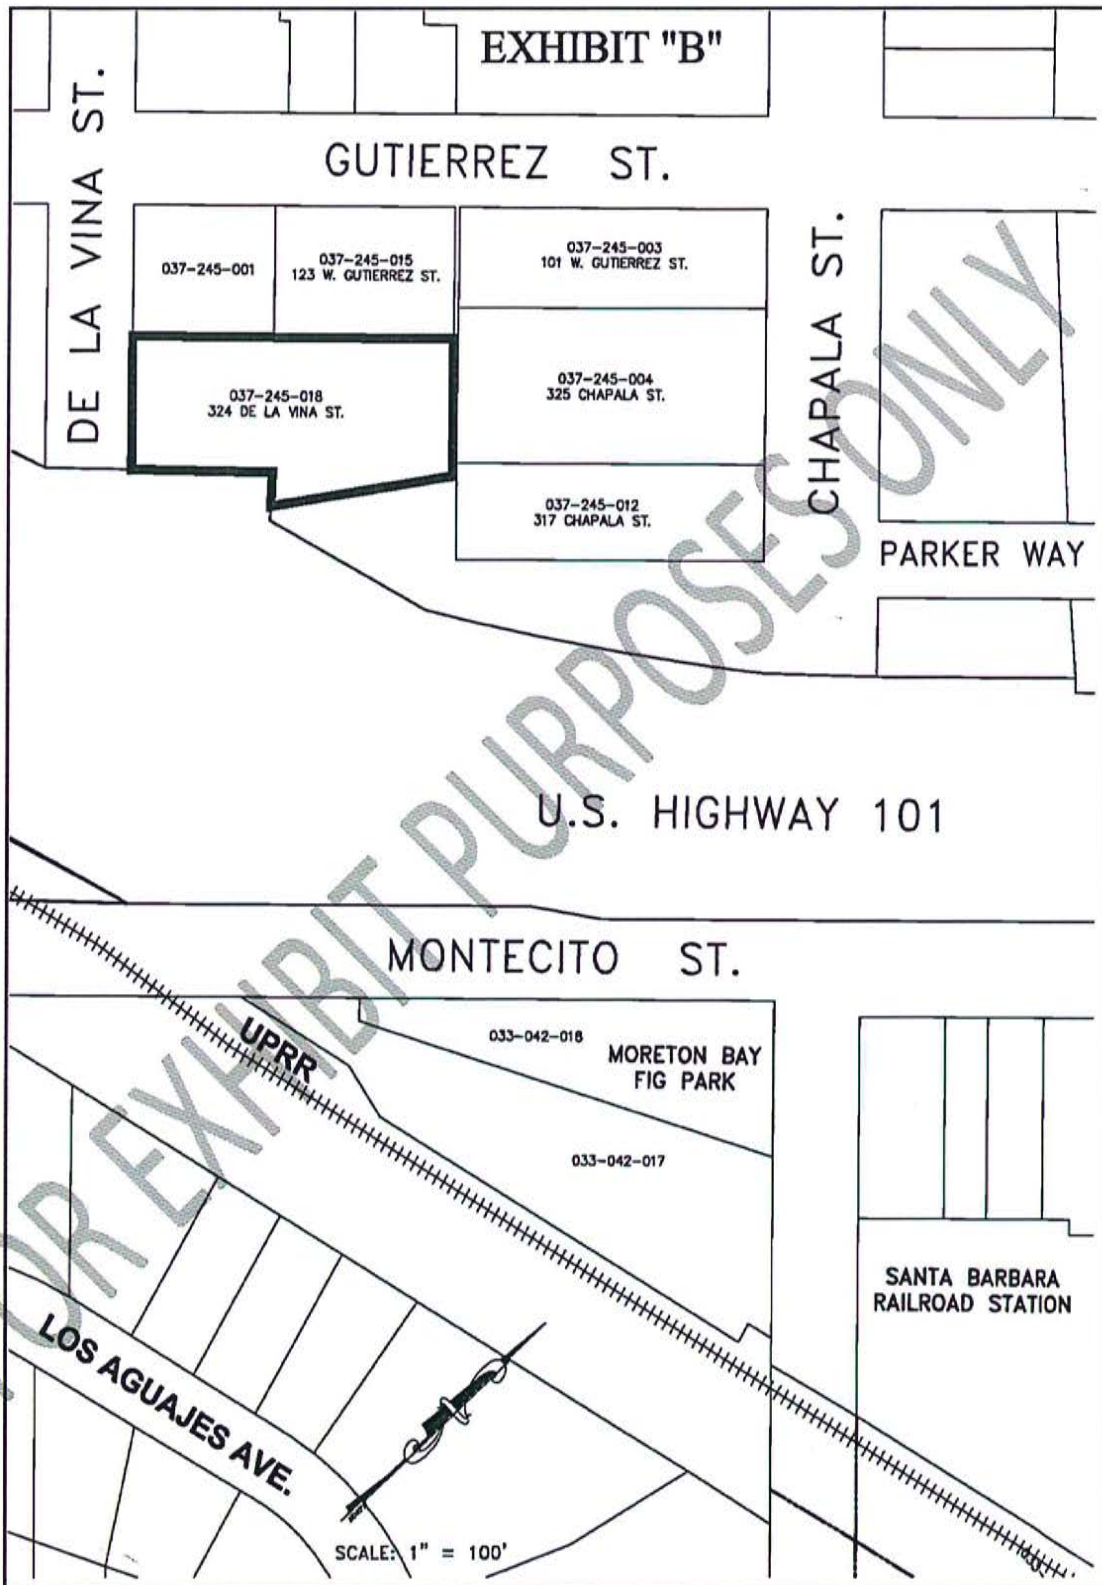 EXHIBIT "B"
DE LA VINA ST.
GUTIERREZ ST.
CHAPALA ST.
037-245-001
037-245-015
123 W. GUTIERREZ ST.
037-245-003
101 W. GUTIERREZ ST.
037-245-018
324 DE LA VINA ST.
037-245-004
325 CHAPALA ST.
037-245-012
317 CHAPALA ST.
PARKER WAY
U.S. HIGHWAY 101
MONTECITO ST.
UPRR
033-042-018
MORETON BAY
FIG PARK
033-042-017
SANTA BARBARA
RAILROAD STATION
LOS AGUAJES AVE.
SCALE: 1" = 100'
FOR EXHIBIT PURPOSES ONLY